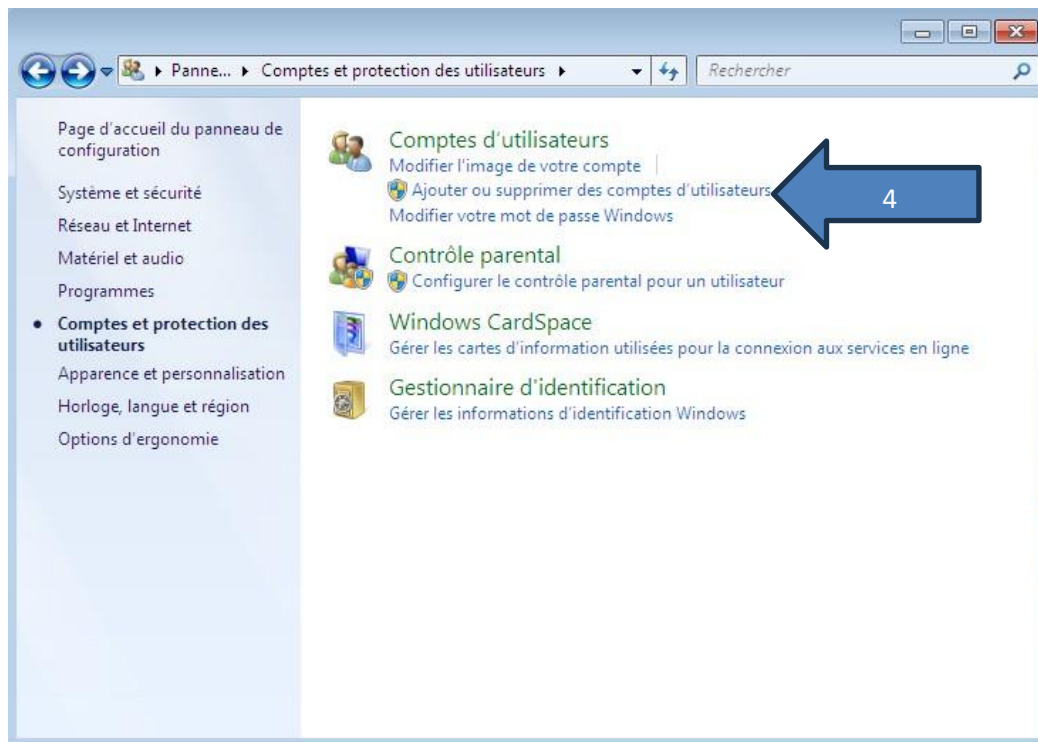 Panne... Comptes et protection des utilisateurs
Rechercher
Page d'accueil du panneau de
configuration
Système et sécurité
Réseau et Internet
Matériel et audio
Programmes
Comptes et protection des
utilisateurs
Apparence et personnalisation
Horloge, langue et région
Options d'ergonomie
Comptes d'utilisateurs
Modifier l'image de votre compte
Ajouter ou supprimer des comptes d'utilisateurs
Modifier votre mot de passe Windows
4
Contrôle parental
Configurer le contrôle parental pour un utilisateur
Windows CardSpace
Gérer les cartes d'information utilisées pour la connexion aux services en ligne
Gestionnaire d'identification
Gérer les informations d'identification Windows